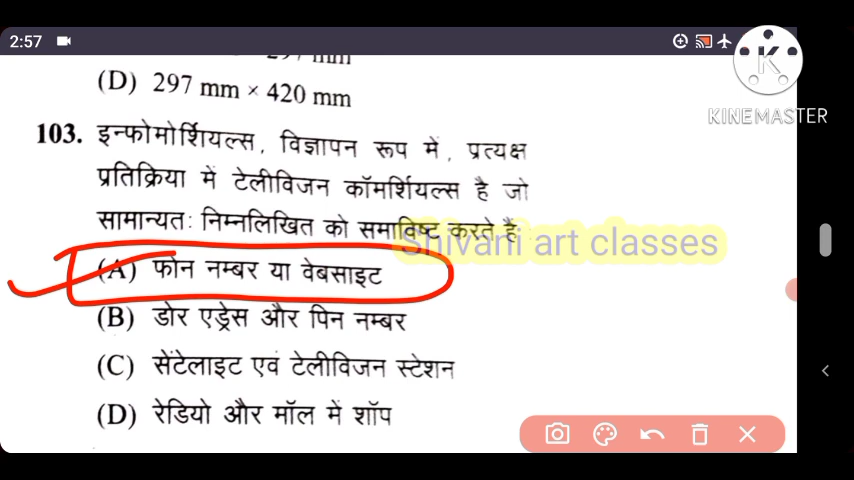 2:57
KINEMASTER
(D) 297 mm × 420 mm
103. इन्फोमोर्शियल्स, विज्ञापन रूप में, प्रत्यक्ष
प्रतिक्रिया में टेलीविजन कॉमर्शियल्स है जो
सामान्यतः निम्नलिखित को समाविष्ट करते हैं:
Shivani art classes
(A) फोन नम्बर या वेबसाइट
(B) डोर एड्रेस और पिन नम्बर
(C) सेंटेलाइट एवं टेलीविजन स्टेशन
(D) रेडियो और मॉल में शॉप